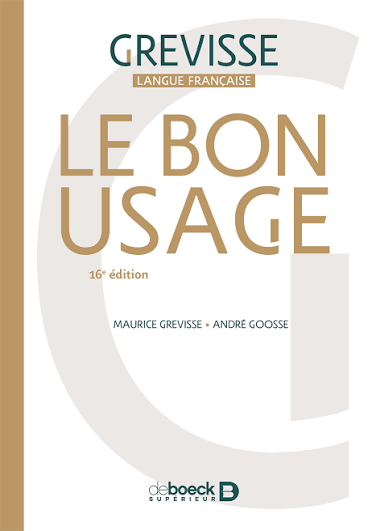 GREVISSE
LANGUE FRANÇAISE
LE BON
USAGE
16e édition
MAURICE GREVISSE • ANDRÉ GOOSSE
deboeck B
SUPÉRIEUR